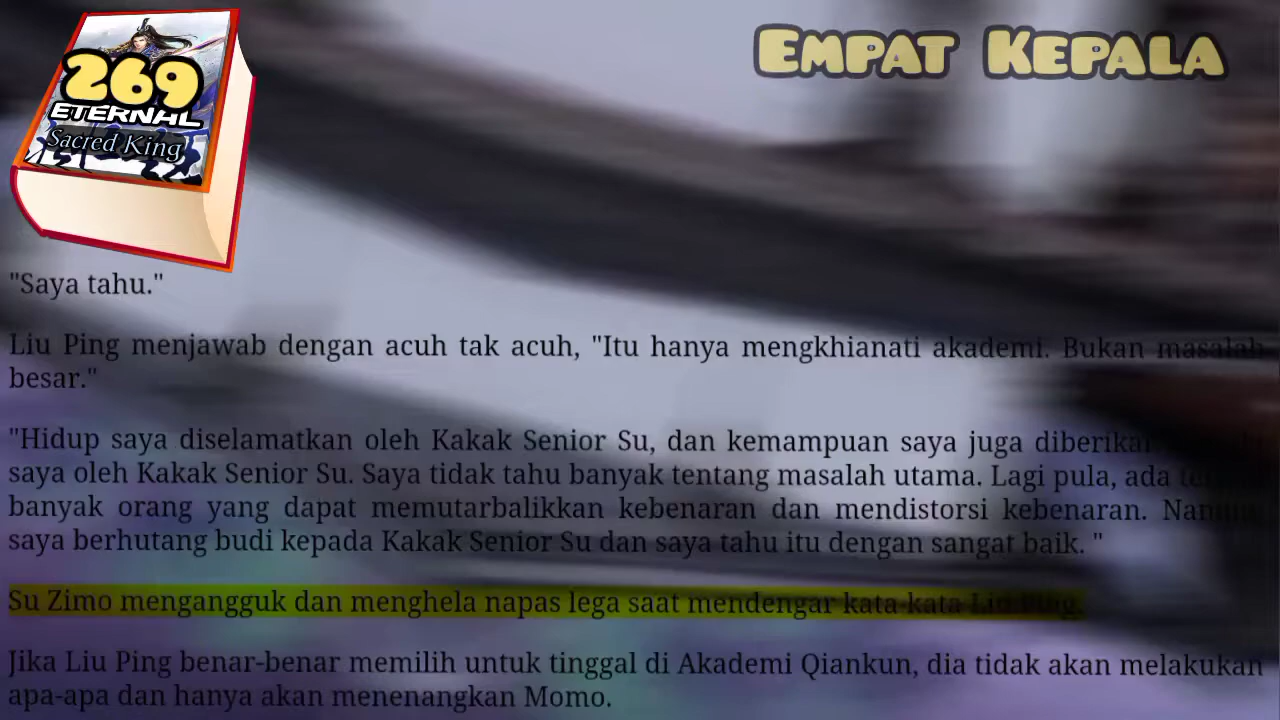 Empat Kepala
269
ETERNAL
Sacred King
"Saya tahu."
Liu Ping menjawab dengan acuh tak acuh, "Itu hanya mengkhianati akademi. Bukan masalah
besar."
"Hidup saya diselamatkan oleh Kakak Senior Su, dan kemampuan saya juga diberikan
saya oleh Kakak Senior Su. Saya tidak tahu banyak tentang masalah utama. Lagi pula, ada
banyak orang yang dapat memutarbalikkan kebenaran dan mendistorsi kebenaran. Namun,
saya berhutang budi kepada Kakak Senior Su dan saya tahu itu dengan sangat baik. "
Su Zimo mengangguk dan menghela napas lega saat mendengar kata-kata Liu Ping.
Jika Liu Ping benar-benar memilih untuk tinggal di Akademi Qiankun, dia tidak akan melakukan
apa-apa dan hanya akan menenangkan Momo.